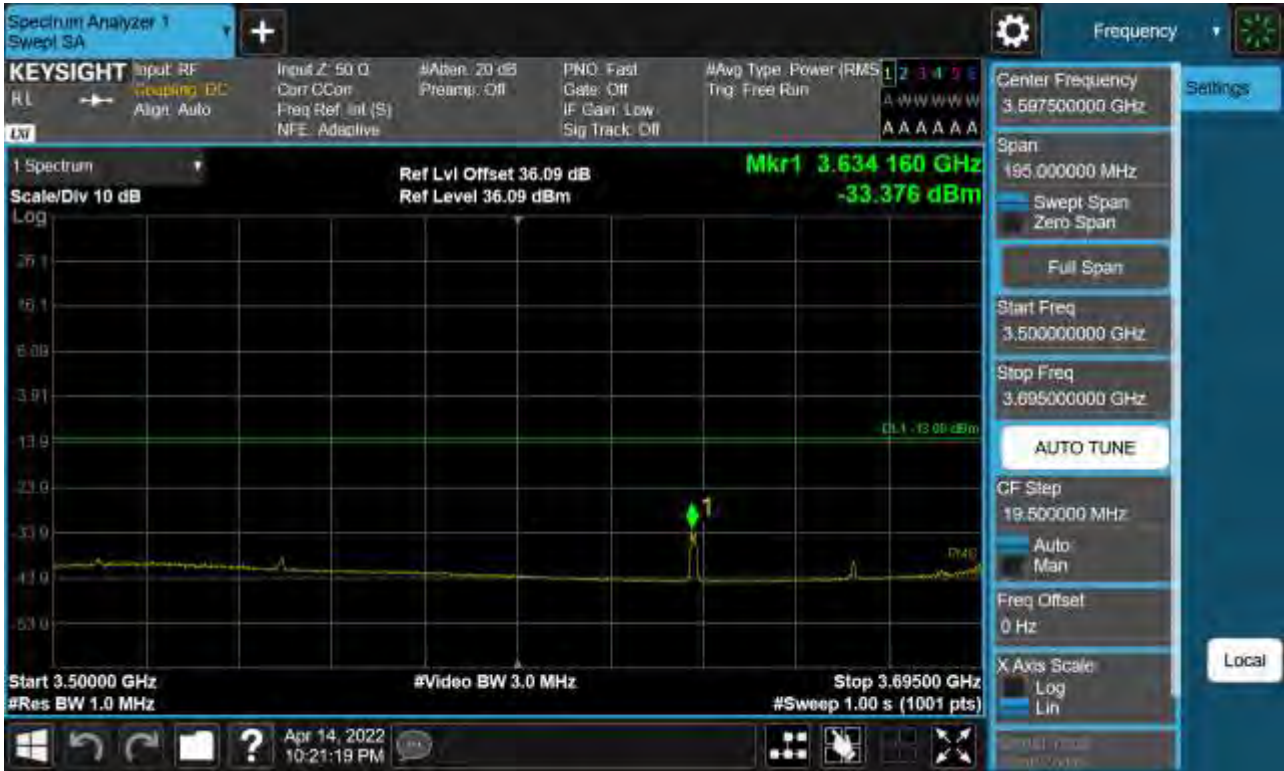 Spectrum Analyzer 1
Swept SA
+
Frequency
KEYSIGHT
RL
LXI
Input: RF
Coupling: DC
Align: Auto
Input Z: 50 Ω
Corr CCorr
Freq Ref: Int (S)
NFE: Adaptive
#Atten: 20 dB
Preamp: Off
PNO: Fast
Gate: Off
IF Gain: Low
Sig Track: Off
#Avg Type: Power (RMS
Trig: Free Run
1 2 3 4 5 6
A W W W W W
A A A A A A
1 Spectrum
Scale/Div 10 dB
Log
Ref Lvl Offset 36.09 dB
Ref Level 36.09 dBm
Mkr1 3.634 160 GHz
-33.376 dBm
26.1
16.1
6.09
-3.91
-13.9
-23.9
-33.9
-43.9
-53.9
DL1 -13.00 dBm
1
RMS
Start 3.50000 GHz
#Res BW 1.0 MHz
#Video BW 3.0 MHz
Stop 3.69500 GHz
#Sweep 1.00 s (1001 pts)
Center Frequency
3.597500000 GHz
Settings
Span
195.000000 MHz
Swept Span
Zero Span
Full Span
Start Freq
3.500000000 GHz
Stop Freq
3.695000000 GHz
AUTO TUNE
CF Step
19.500000 MHz
Auto
Man
Freq Offset
0 Hz
X Axis Scale
Log
Lin
Local
?
Apr 14, 2022
10:21:19 PM